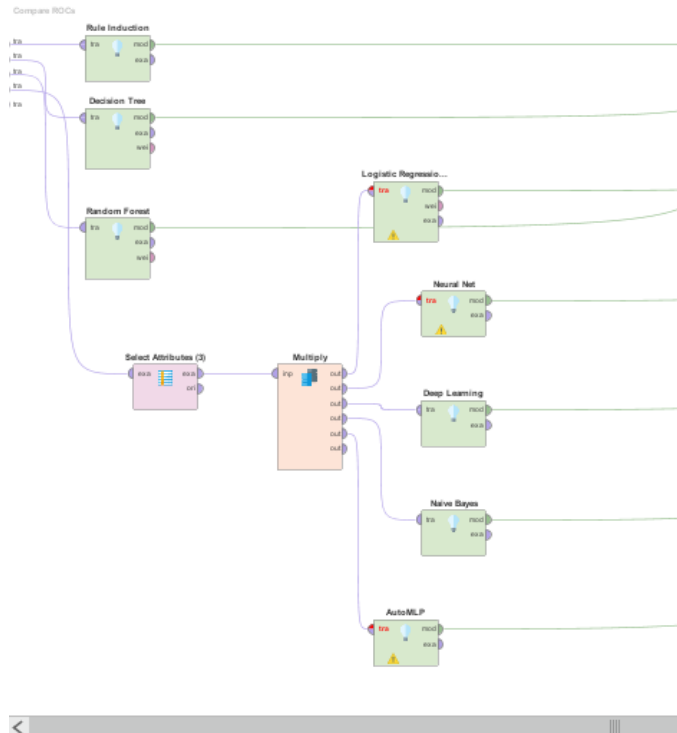 Compare ROCs
tra
tra
tra
tra
tra
Rule Induction
tra mod
exa
Decision Tree
tra mod
exa
wei
Random Forest
tra mod
exa
wei
Logistic Regressio...
tra mod
wei
exa
Neural Net
tra mod
exa
Select Attributes (3)
exa exa
ori
Multiply
inp out
out
out
out
out
out
Deep Learning
tra mod
exa
Naive Bayes
tra mod
exa
AutoMLP
tra mod
exa